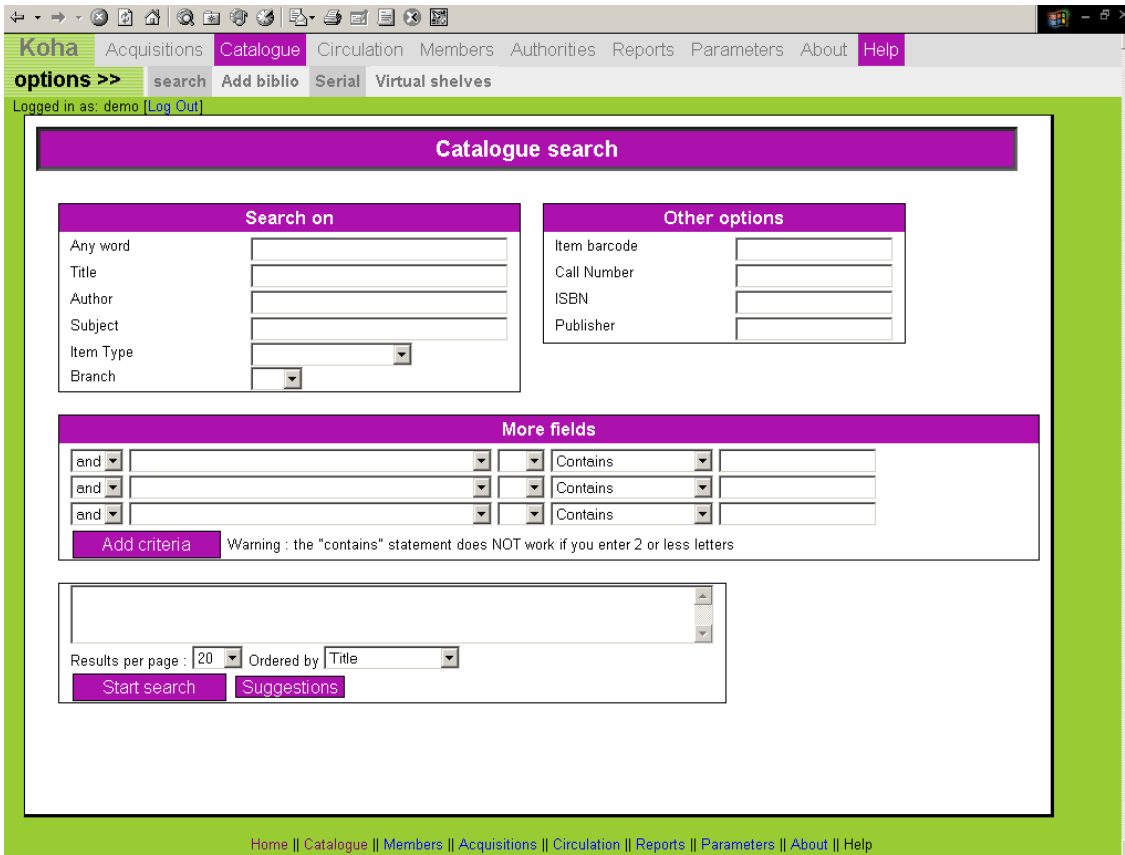 Koha Acquisitions Catalogue Circulation Members Authorities Reports Parameters About Help
options >> search Add biblio Serial Virtual shelves
Logged in as: demo [Log Out]
Catalogue search
Search on
Any word
Title
Author
Subject
Item Type
Branch
Other options
Item barcode
Call Number
ISBN
Publisher
More fields
and Contains
and Contains
and Contains
Add criteria Warning : the "contains" statement does NOT work if you enter 2 or less letters
Results per page : 20 Ordered by Title
Start search Suggestions
Home || Catalogue || Members || Acquisitions || Circulation || Reports || Parameters || About || Help